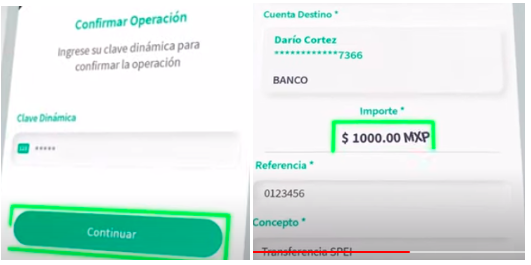 Confirmar Operación
Ingrese su clave dinámica para
confirmar la operación
Clave Dinámica
*****
Continuar
Cuenta Destino *
Darío Cortez
************7366
BANCO
Importe *
$ 1000.00 MXP
Referencia *
0123456
Concepto *
Transferencia SPEI